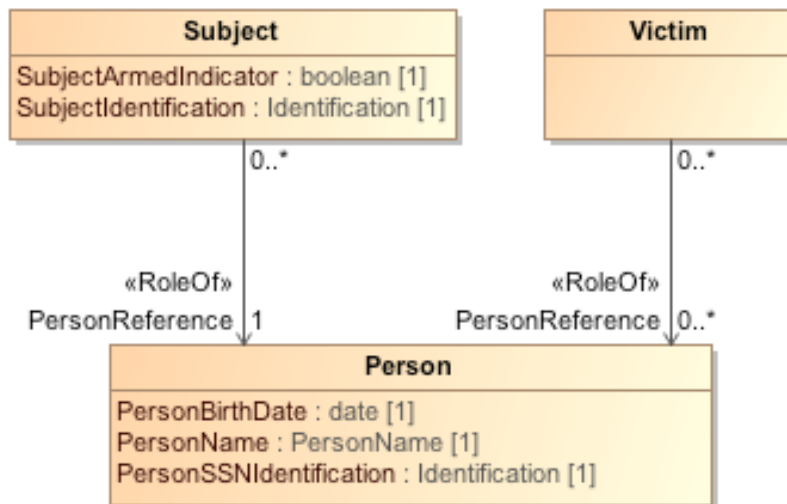 Subject
SubjectArmedIndicator : boolean [1]
SubjectIdentification : Identification [1]
Victim
0..*
0..*
«RoleOf»
PersonReference 1
«RoleOf»
PersonReference 0..*
Person
PersonBirthDate : date [1]
PersonName : PersonName [1]
PersonSSNIdentification : Identification [1]